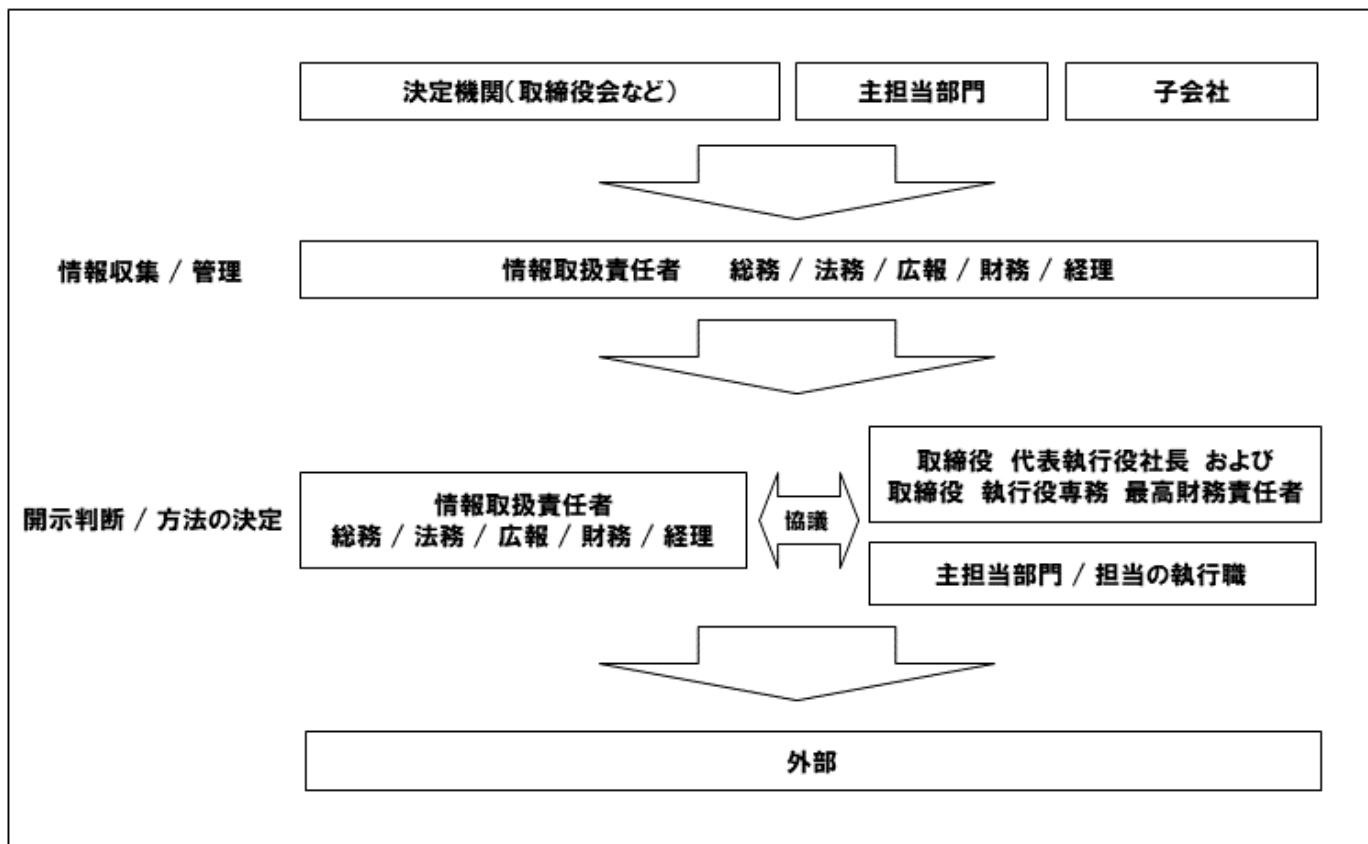 決定機関（取締役会など）
主担当部門
子会社
情報収集 / 管理
情報取扱責任者　総務 / 法務 / 広報 / 財務 / 経理
開示判断 / 方法の決定
情報取扱責任者
総務 / 法務 / 広報 / 財務 / 経理
協議
取締役 代表執行役社長 および
取締役 執行役専務 最高財務責任者
主担当部門 / 担当の執行職
外部